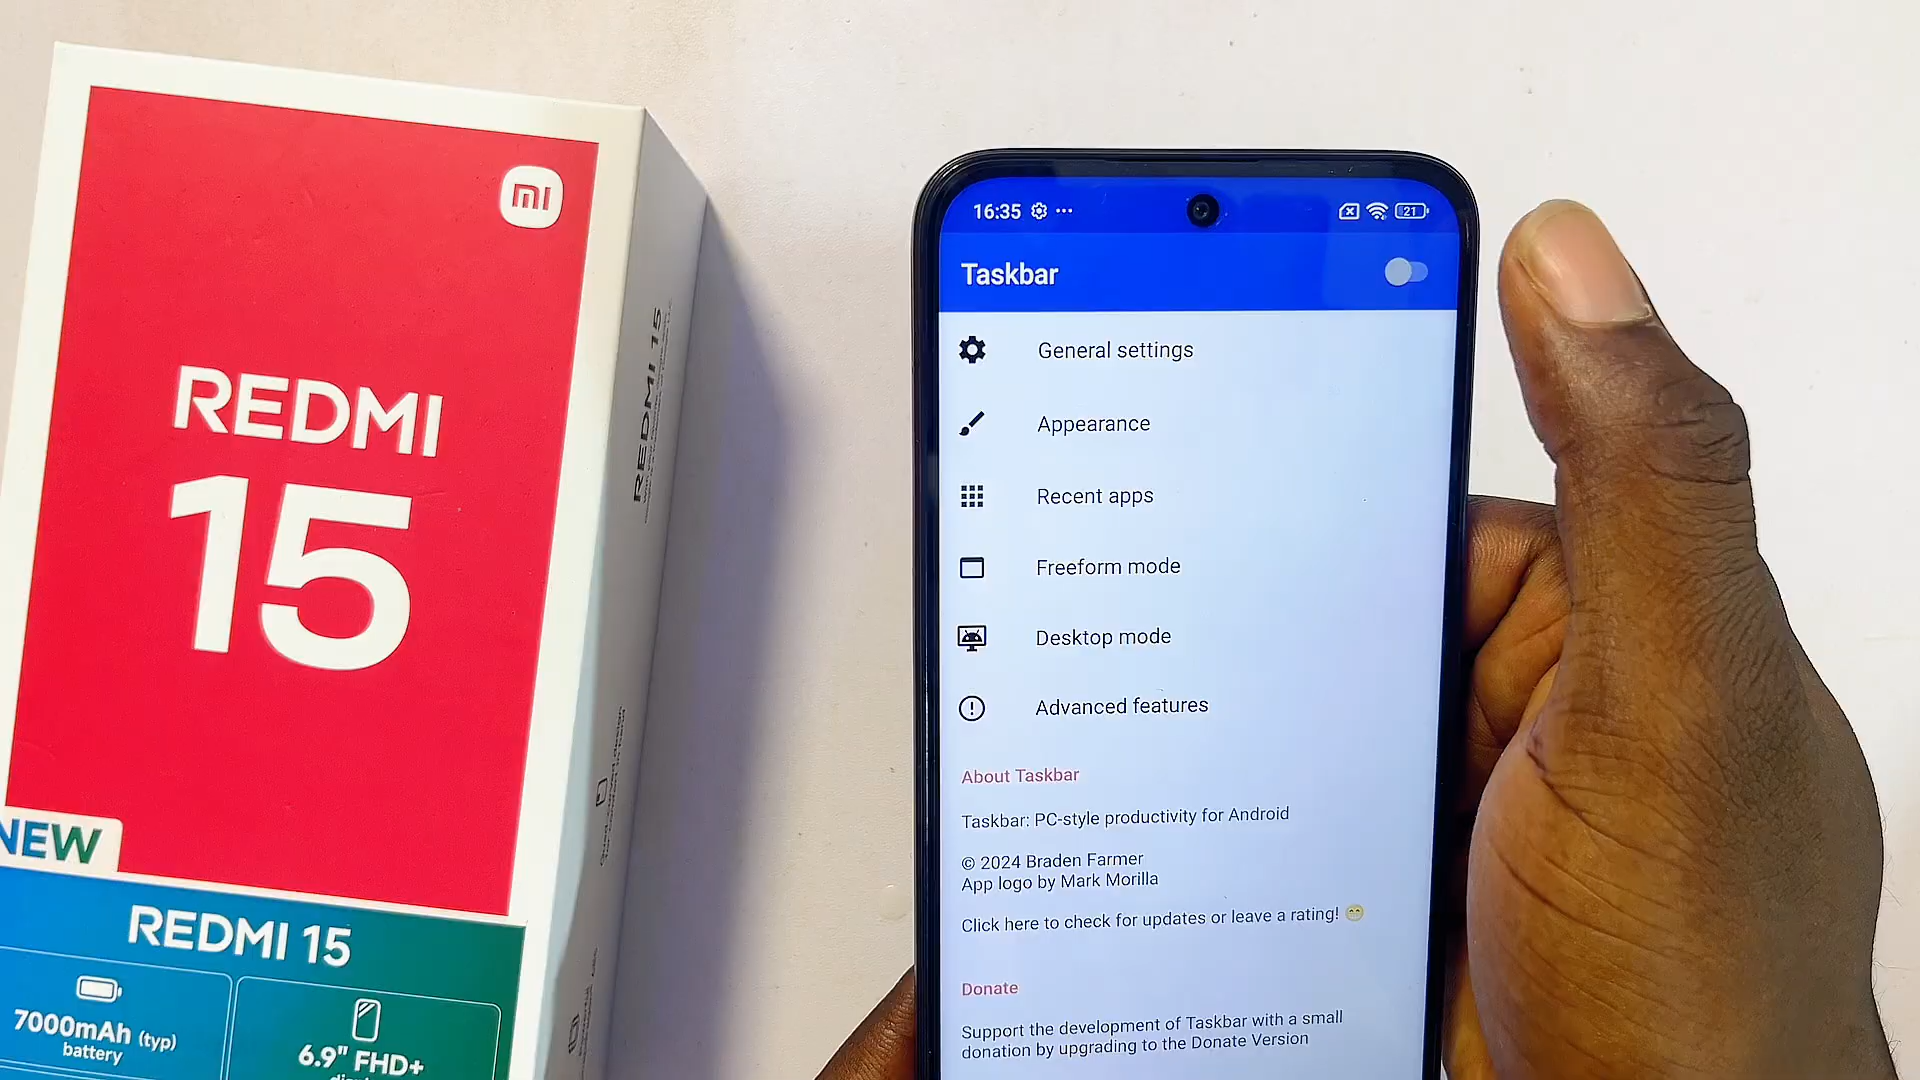 mi
REDMI
15
REDMI 15
NEW
REDMI 15
7000mAh (typ)
battery
6.9" FHD+
16:35
21
Taskbar
General settings
Appearance
Recent apps
Freeform mode
Desktop mode
Advanced features
About Taskbar
Taskbar: PC-style productivity for Android
© 2024 Braden Farmer
App logo by Mark Morilla
Click here to check for updates or leave a rating! 😁
Donate
Support the development of Taskbar with a small
donation by upgrading to the Donate Version